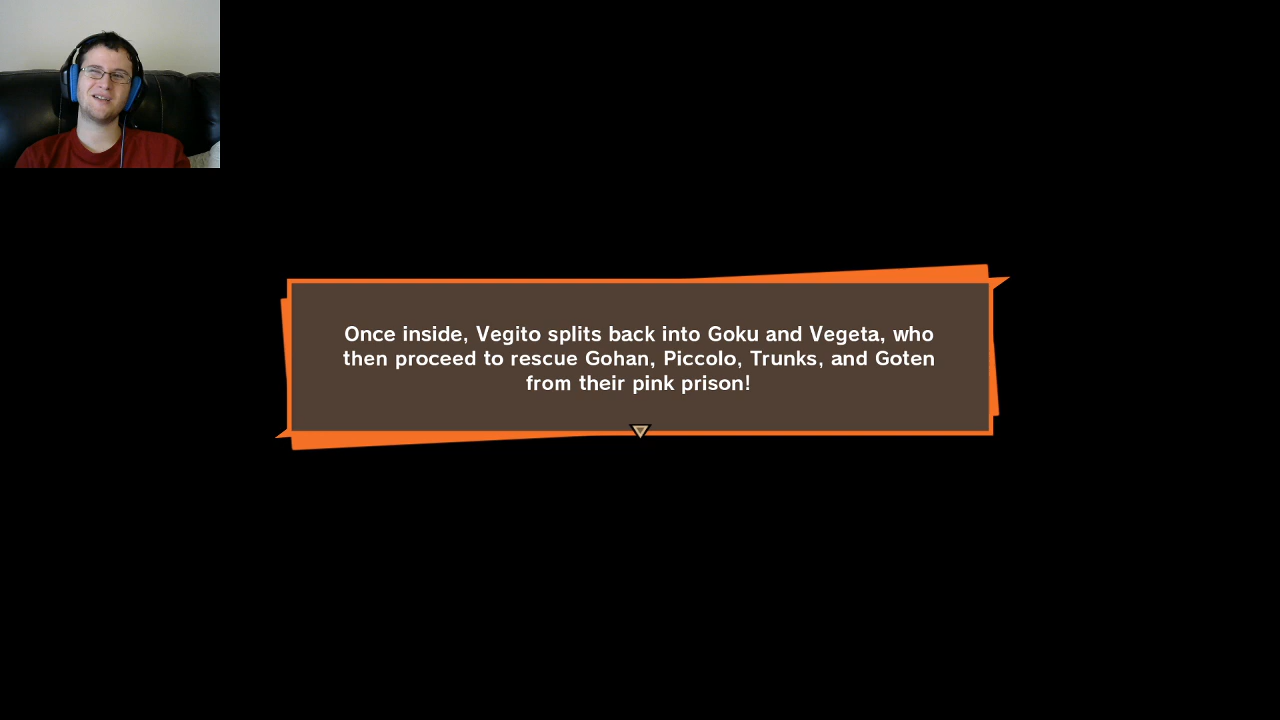 Once inside, Vegito splits back into Goku and Vegeta, who
then proceed to rescue Gohan, Piccolo, Trunks, and Goten
from their pink prison!